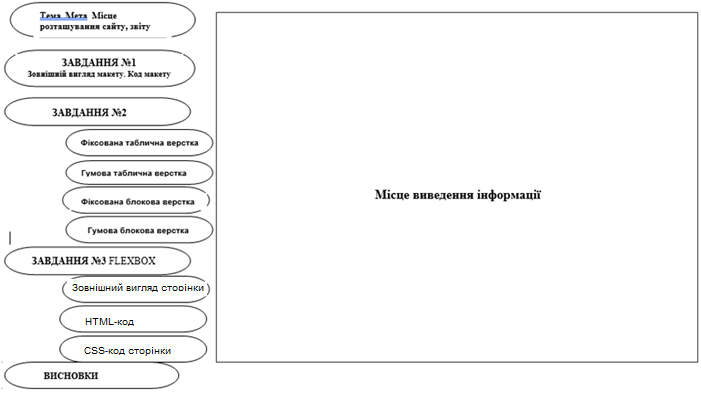 Тема Мета Місце
розташування сайту, звіту
ЗАВДАННЯ №1
Зовнішній вигляд макету. Код макету
ЗАВДАННЯ №2
Фіксована таблична верстка
Гумова таблична верстка
Фіксована блокова верстка
Гумова блокова верстка
ЗАВДАННЯ №3 FLEXBOX
Зовнішний вигляд сторінки
HTML-код
CSS-код сторінки
ВИСНОВКИ
Місце виведення інформації